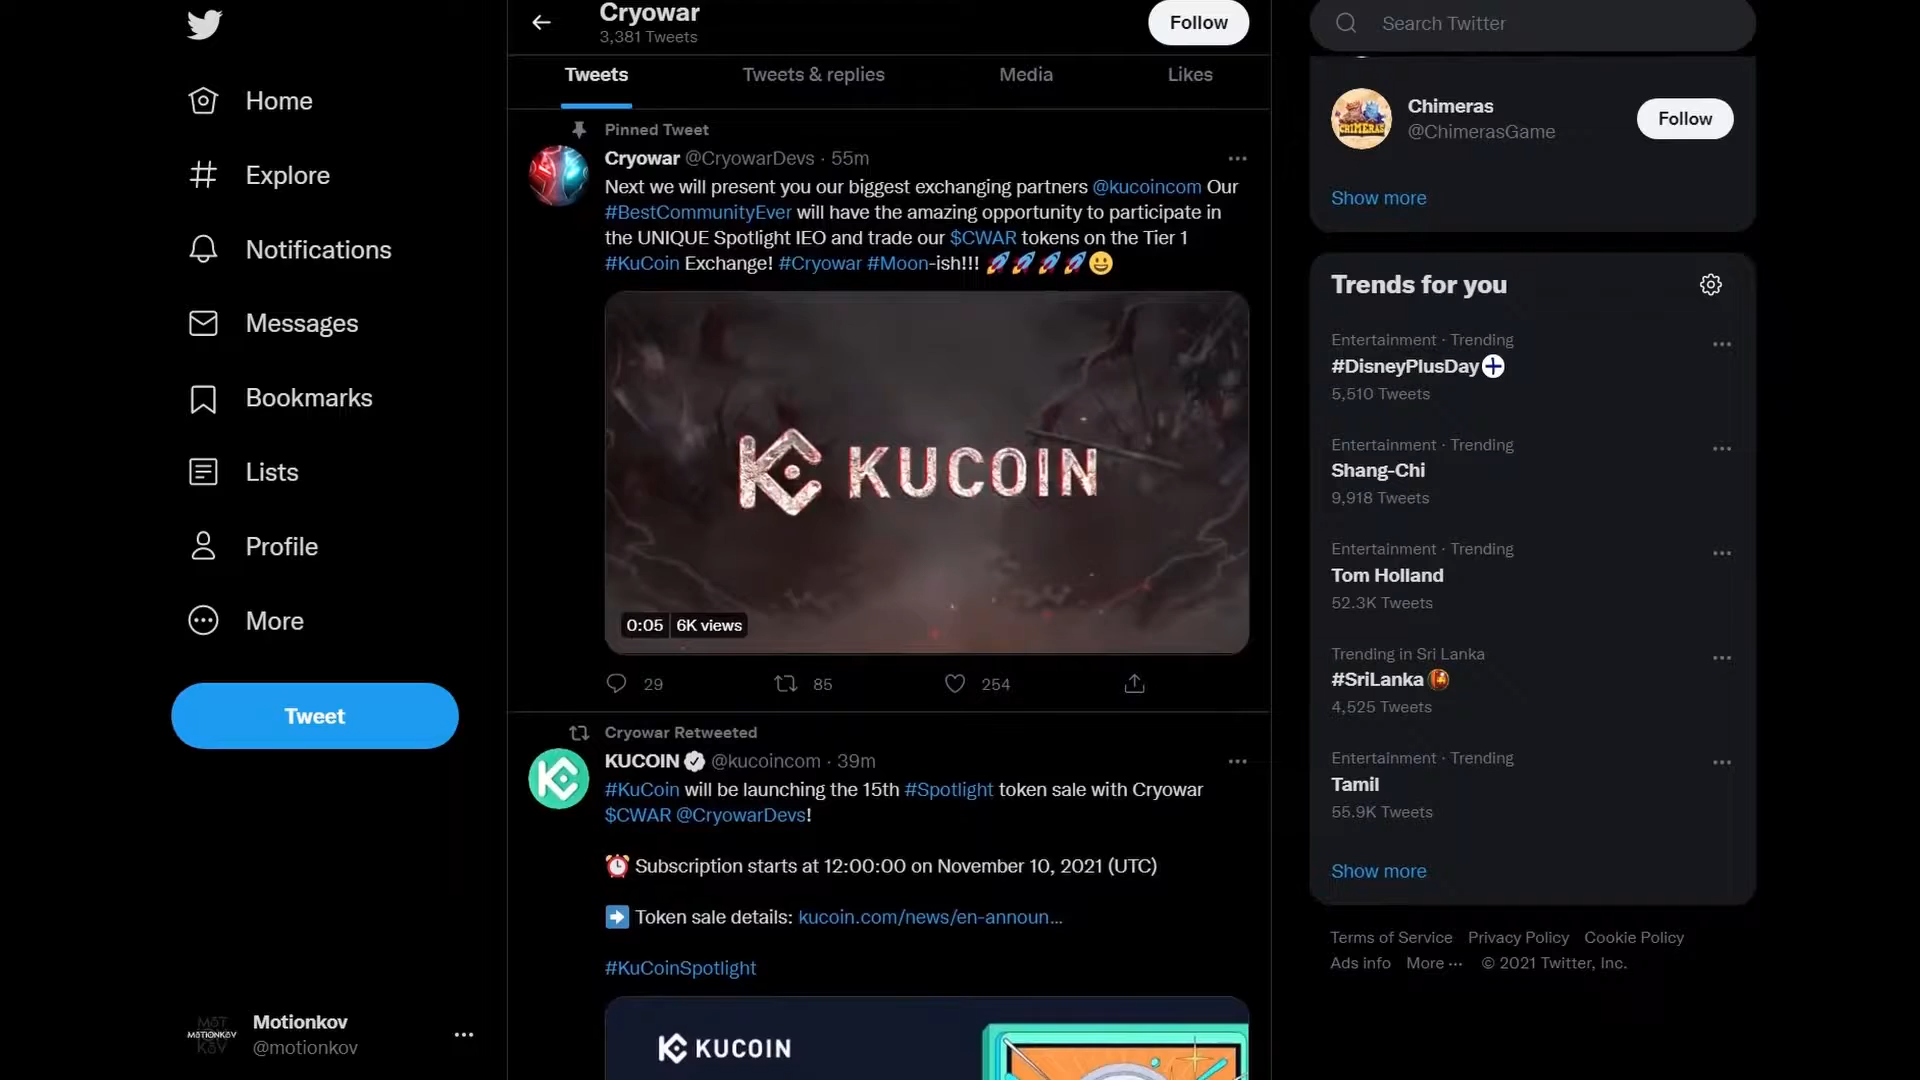 Home
Explore
Notifications
Messages
Bookmarks
Lists
Profile
More
Tweet
Motionkov
@motionkov
Cryowar
3,381 Tweets
Follow
Tweets
Tweets & replies
Media
Likes
Pinned Tweet
Cryowar @CryowarDevs · 55m
Next we will present you our biggest exchanging partners @kucoincom Our
#BestCommunityEver will have the amazing opportunity to participate in
the UNIQUE Spotlight IEO and trade our $CWAR tokens on the Tier 1
#KuCoin Exchange! #Cryowar #Moon-ish!!! 🚀🚀🚀🚀😀
KUCOIN
0:05 6K views
29
85
254
Cryowar Retweeted
KUCOIN @kucoincom · 39m
#KuCoin will be launching the 15th #Spotlight token sale with Cryowar
$CWAR @CryowarDevs!
⏰ Subscription starts at 12:00:00 on November 10, 2021 (UTC)
➡️ Token sale details: kucoin.com/news/en-announ…
#KuCoinSpotlight
KUCOIN
Search Twitter
CHIMERAS
Chimeras
@ChimerasGame
Follow
Show more
Trends for you
Entertainment · Trending
#DisneyPlusDay
5,510 Tweets
Entertainment · Trending
Shang-Chi
9,918 Tweets
Entertainment · Trending
Tom Holland
52.3K Tweets
Trending in Sri Lanka
#SriLanka
4,525 Tweets
Entertainment · Trending
Tamil
55.9K Tweets
Show more
Terms of Service Privacy Policy Cookie Policy
Ads info More ··· © 2021 Twitter, Inc.